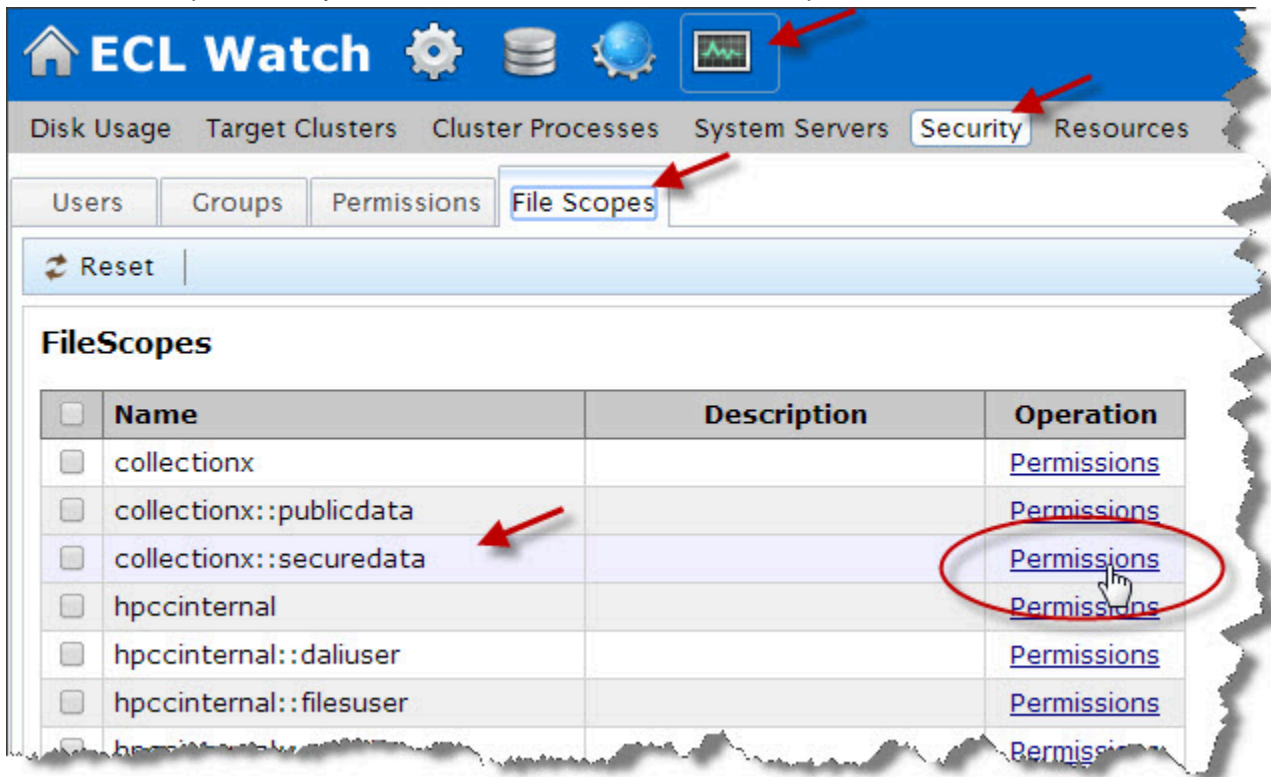 ECL Watch
Disk Usage Target Clusters Cluster Processes System Servers Security Resources
Users Groups Permissions File Scopes
Reset
FileScopes
Name Description Operation
collectionx Permissions
collectionx::publicdata Permissions
collectionx::securedata Permissions
hpccinternal Permissions
hpccinternal::daliuser Permissions
hpccinternal::filesuser Permissions